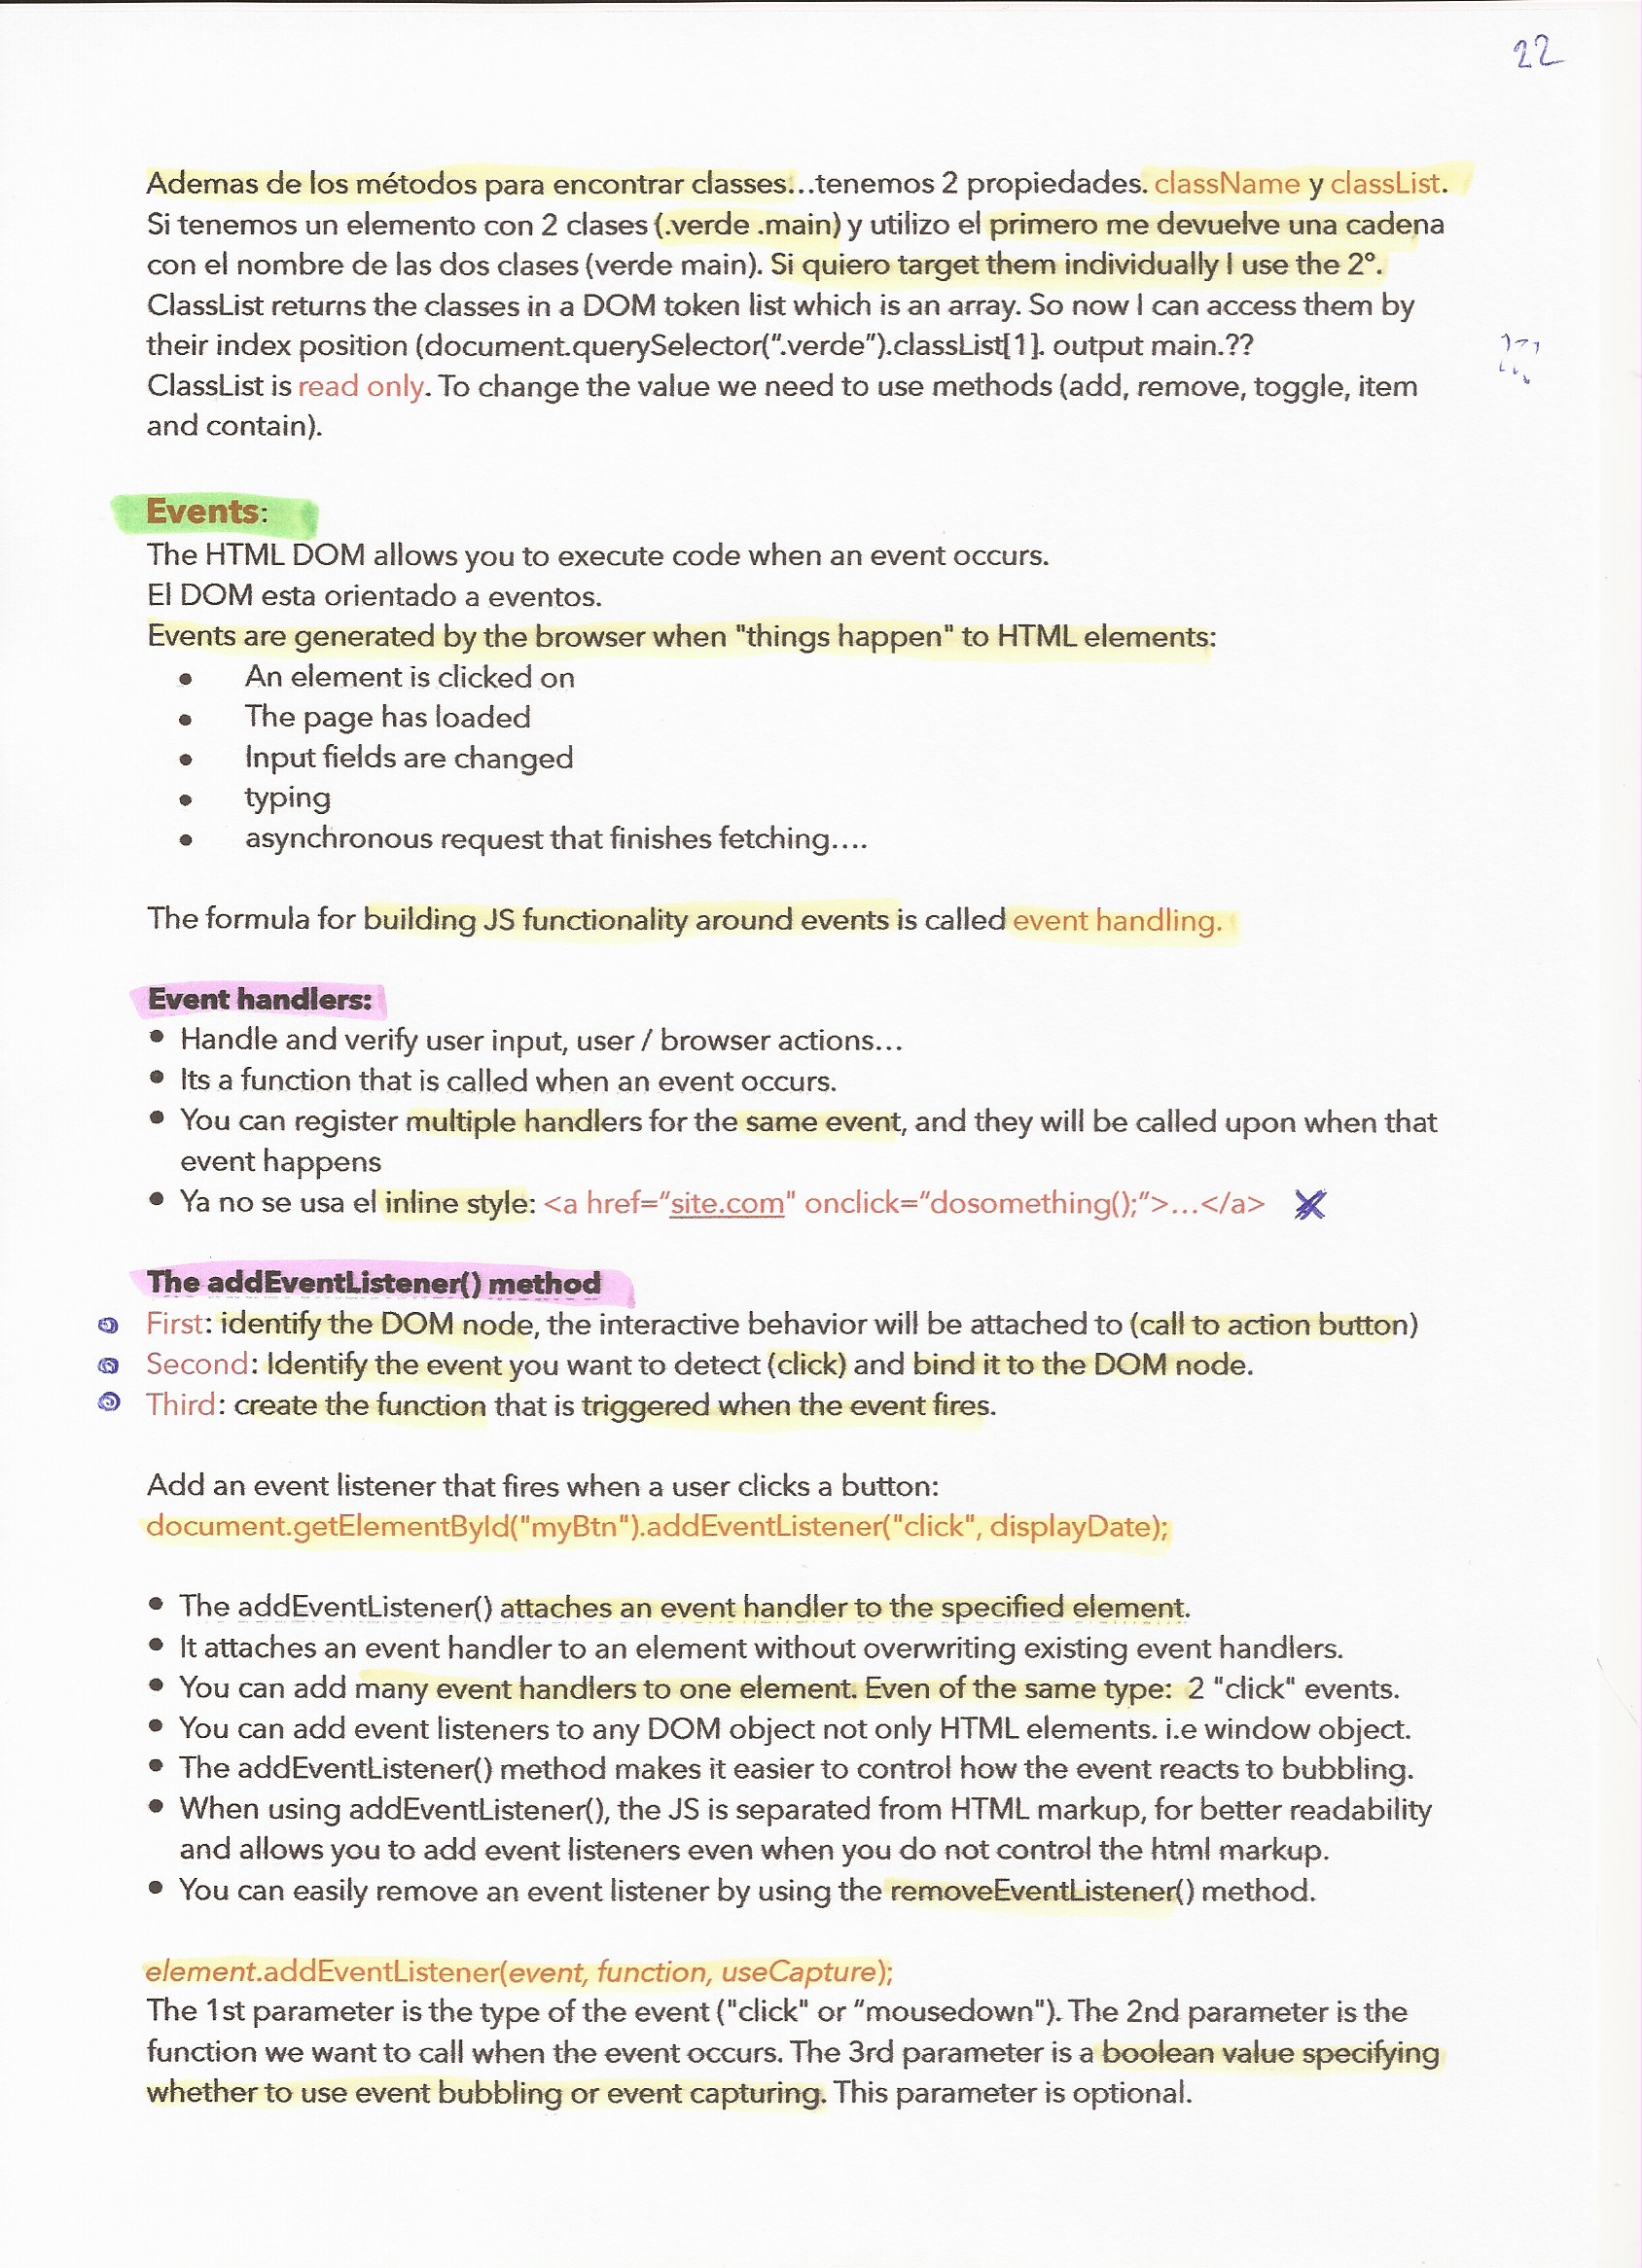 22
Ademas de los métodos para encontrar classes...tenemos 2 propiedades. className y classList.
Si tenemos un elemento con 2 clases (.verde .main) y utilizo el primero me devuelve una cadena
con el nombre de las dos clases (verde main). Si quiero target them individually I use the 2º.
ClassList returns the classes in a DOM token list which is an array. So now I can access them by
their index position (document.querySelector(".verde").classList[1]. output main.??
ClassList is read only. To change the value we need to use methods (add, remove, toggle, item
and contain).
Events:
The HTML DOM allows you to execute code when an event occurs.
El DOM esta orientado a eventos.
Events are generated by the browser when "things happen" to HTML elements:
• An element is clicked on
• The page has loaded
• Input fields are changed
• typing
• asynchronous request that finishes fetching....
The formula for building JS functionality around events is called event handling.
Event handlers:
• Handle and verify user input, user / browser actions...
• Its a function that is called when an event occurs.
• You can register multiple handlers for the same event, and they will be called upon when that
event happens
• Ya no se usa el inline style: <a href="site.com" onclick="dosomething();">...</a>
The addEventListener() method
First: identify the DOM node, the interactive behavior will be attached to (call to action button)
Second: Identify the event you want to detect (click) and bind it to the DOM node.
Third: create the function that is triggered when the event fires.
Add an event listener that fires when a user clicks a button:
document.getElementById("myBtn").addEventListener("click", displayDate);
• The addEventListener() attaches an event handler to the specified element.
• It attaches an event handler to an element without overwriting existing event handlers.
• You can add many event handlers to one element. Even of the same type: 2 "click" events.
• You can add event listeners to any DOM object not only HTML elements. i.e window object.
• The addEventListener() method makes it easier to control how the event reacts to bubbling.
• When using addEventListener(), the JS is separated from HTML markup, for better readability
and allows you to add event listeners even when you do not control the html markup.
• You can easily remove an event listener by using the removeEventListener() method.
element.addEventListener(event, function, useCapture);
The 1st parameter is the type of the event ("click" or "mousedown"). The 2nd parameter is the
function we want to call when the event occurs. The 3rd parameter is a boolean value specifying
whether to use event bubbling or event capturing. This parameter is optional.